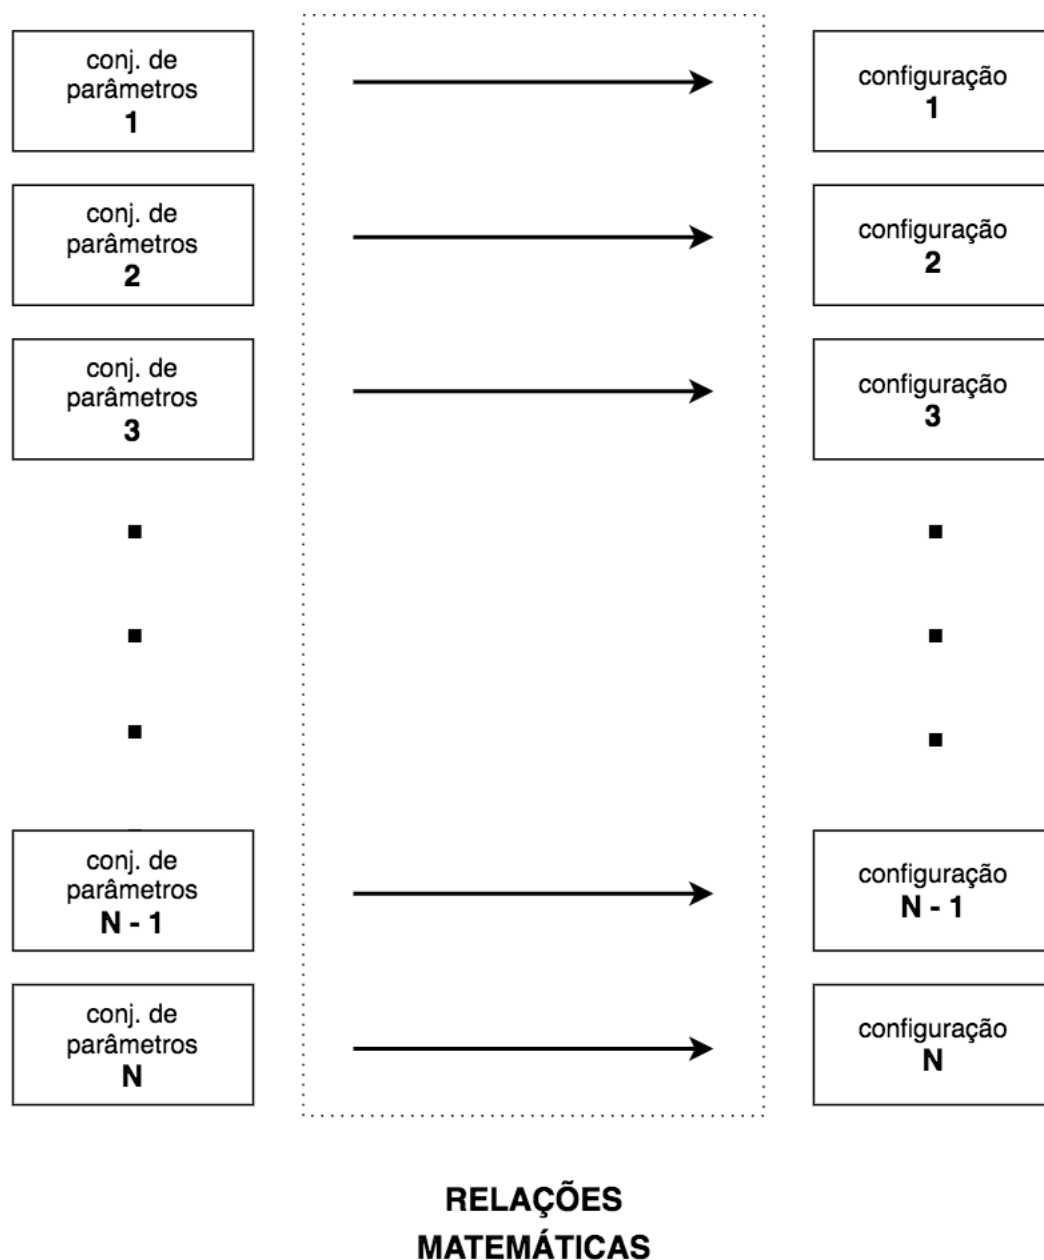 conj. de
parâmetros
1
configuração
1
conj. de
parâmetros
2
configuração
2
conj. de
parâmetros
3
configuração
3
conj. de
parâmetros
N - 1
configuração
N - 1
conj. de
parâmetros
N
configuração
N
RELAÇÕES
MATEMÁTICAS